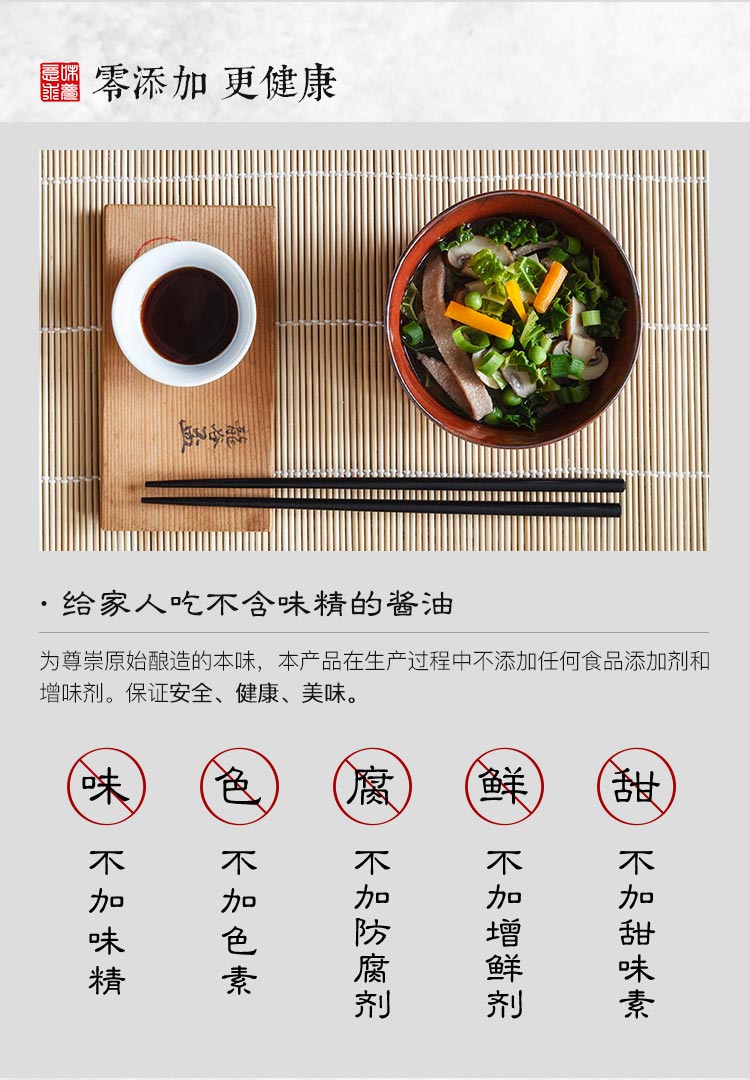 零添加 更健康
· 给家人吃不含味精的酱油
为尊崇原始酿造的本味，本产品在生产过程中不添加任何食品添加剂和
增味剂。保证安全、健康、美味。
味 色 腐 鲜 甜
不加味精
不加色素
不加防腐剂
不加增鲜剂
不加甜味素